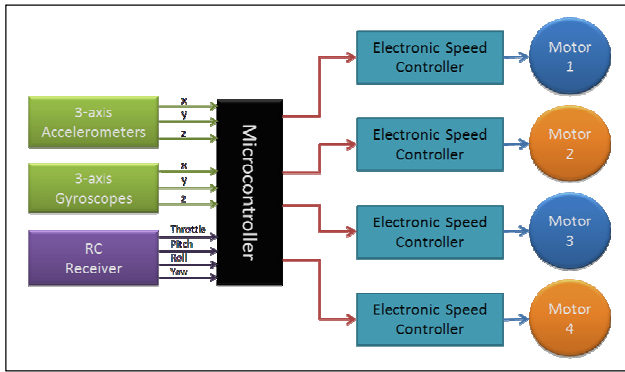 3-axis
Accelerometers
x
y
z
3-axis
Gyroscopes
x
y
z
RC
Receiver
Throttle
Pitch
Roll
Yaw
Microcontroller
Electronic Speed
Controller
Motor
1
Electronic Speed
Controller
Motor
2
Electronic Speed
Controller
Motor
3
Electronic Speed
Controller
Motor
4